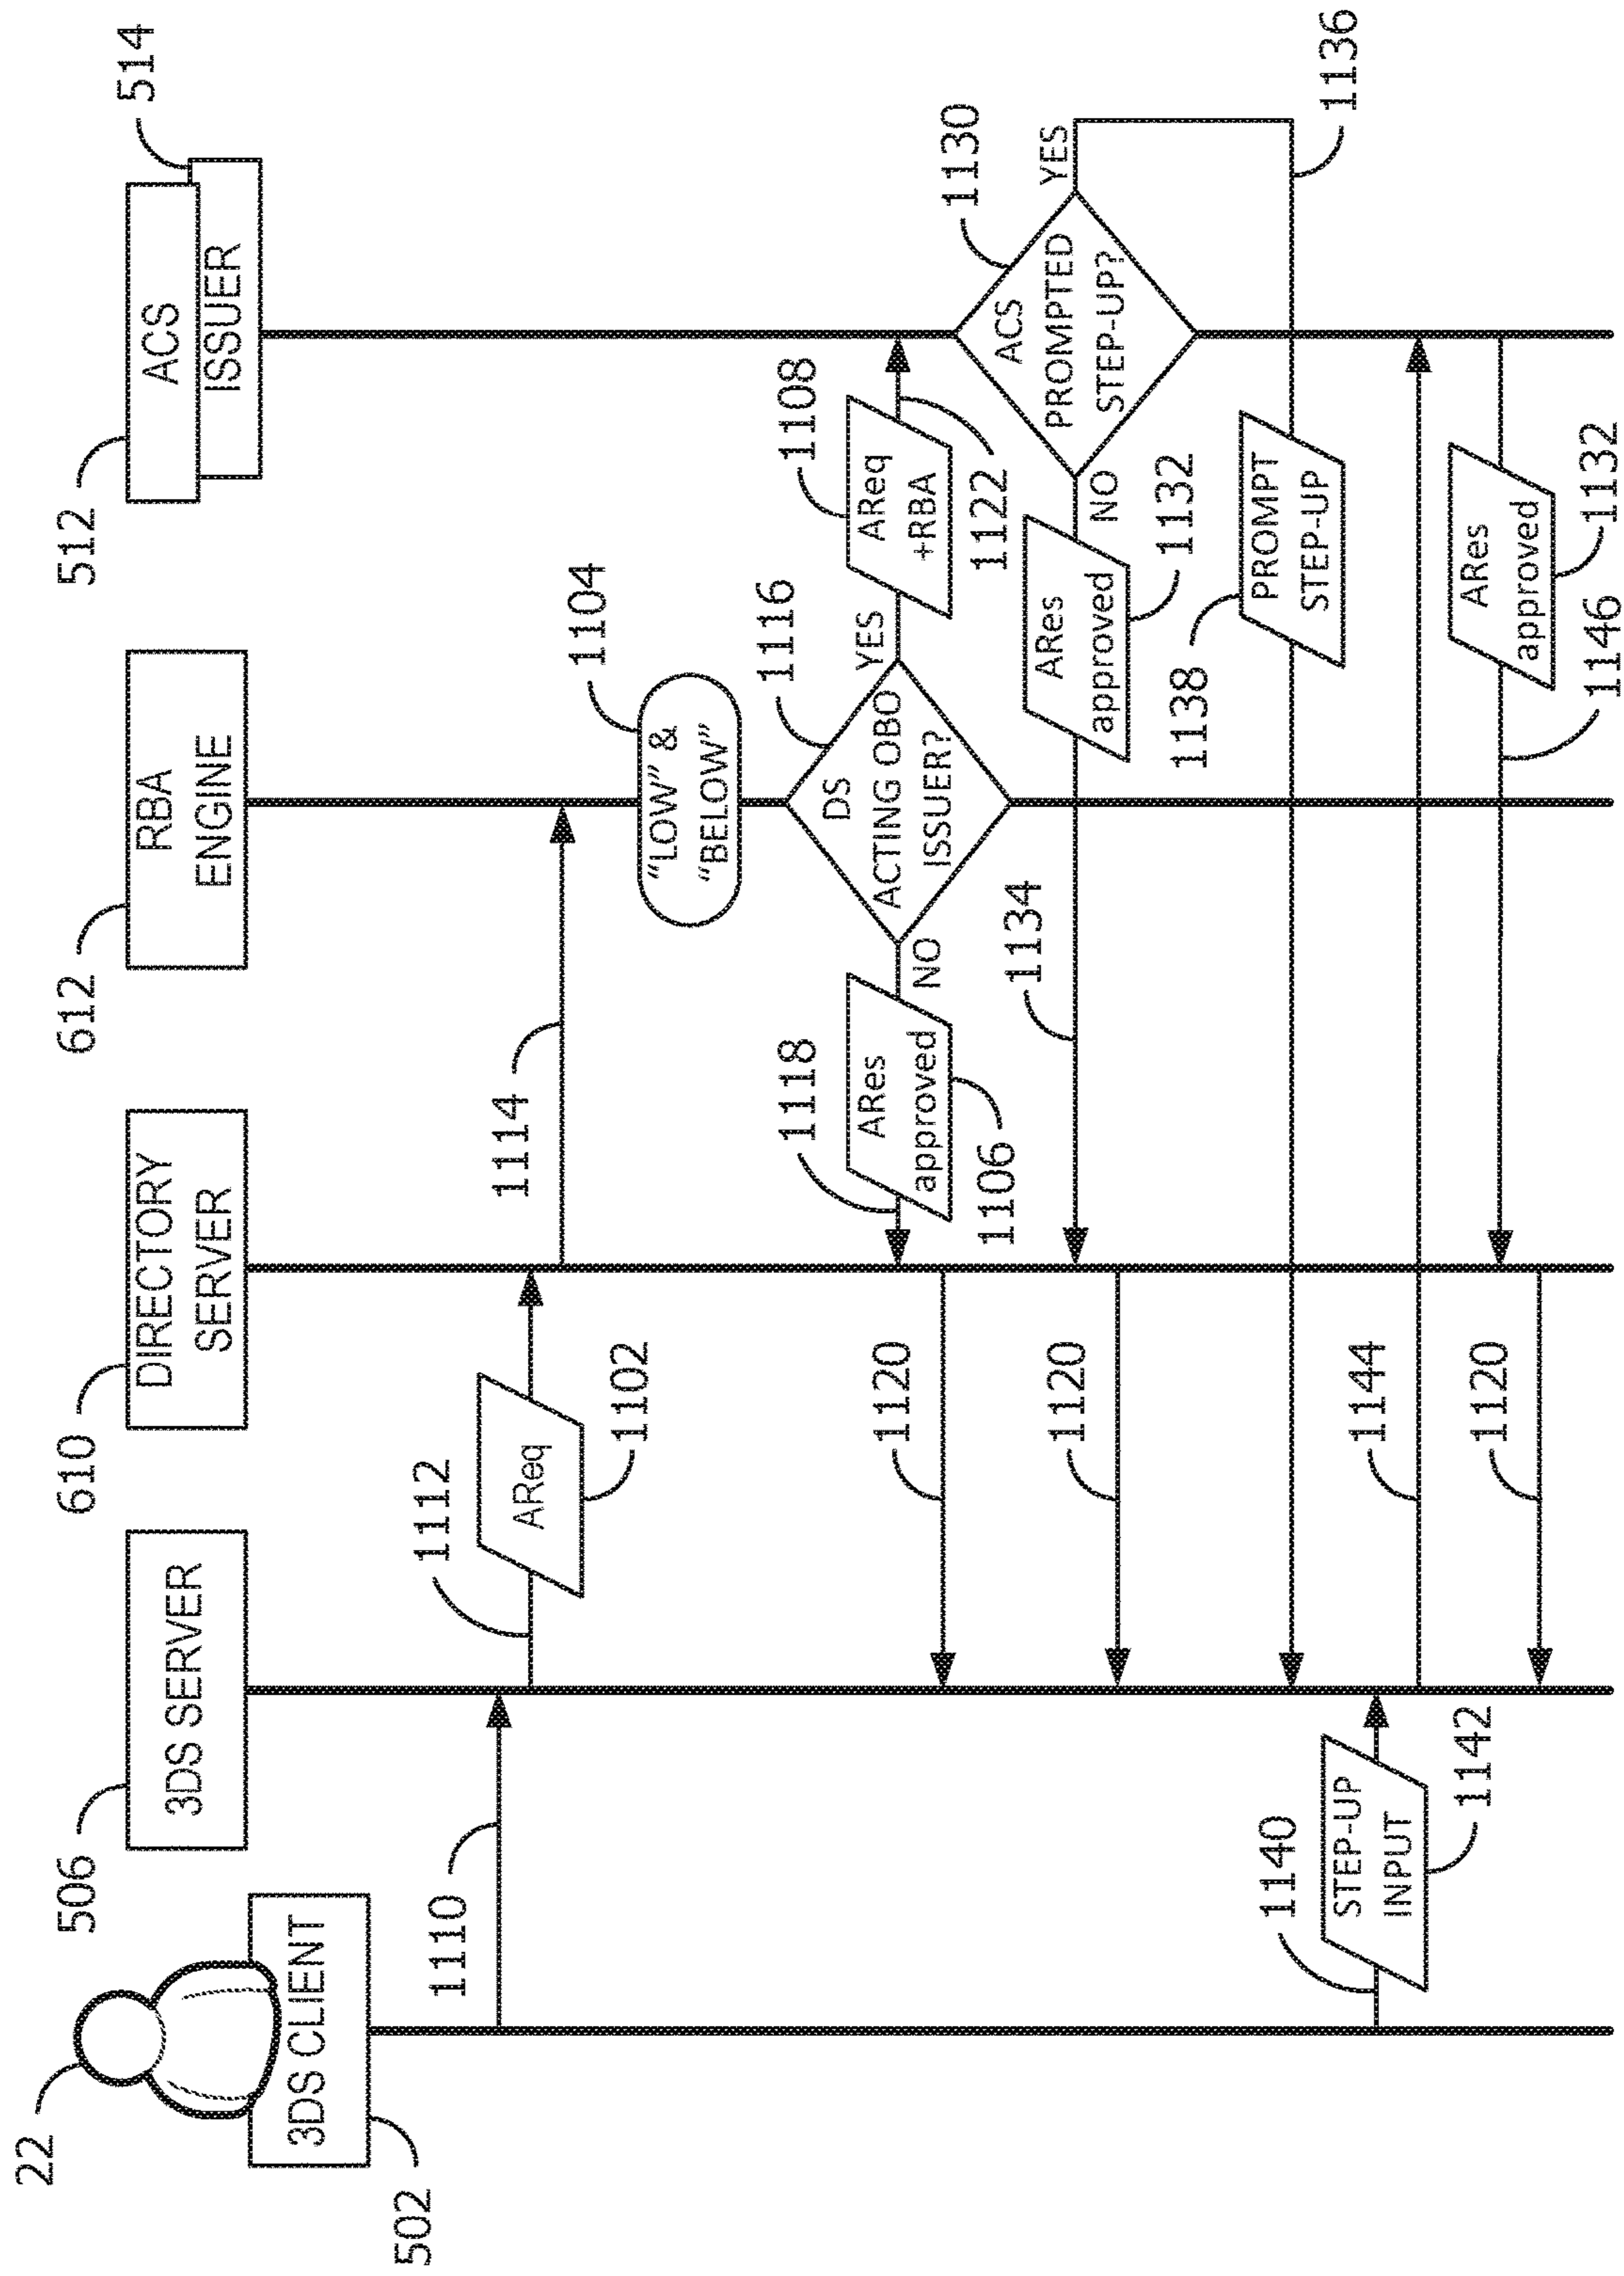 22
502
3DS CLIENT
506
3DS SERVER
610
DIRECTORY
SERVER
612
RBA
ENGINE
512
ACS
ISSUER
514
1110
1112
AReq
1102
1114
1104
"LOW" &
"BELOW"
1116
DS
ACTING OBO
ISSUER?
NO
YES
1118
ARes
approved
1106
1108
AReq
+RBA
1122
1120
1130
ACS
PROMPTED
STEP-UP?
NO
YES
ARes
approved
1132
1134
1120
1136
1138
PROMPT
STEP-UP
1140
STEP-UP
INPUT
1142
1144
ARes
approved
1132
1146
1120